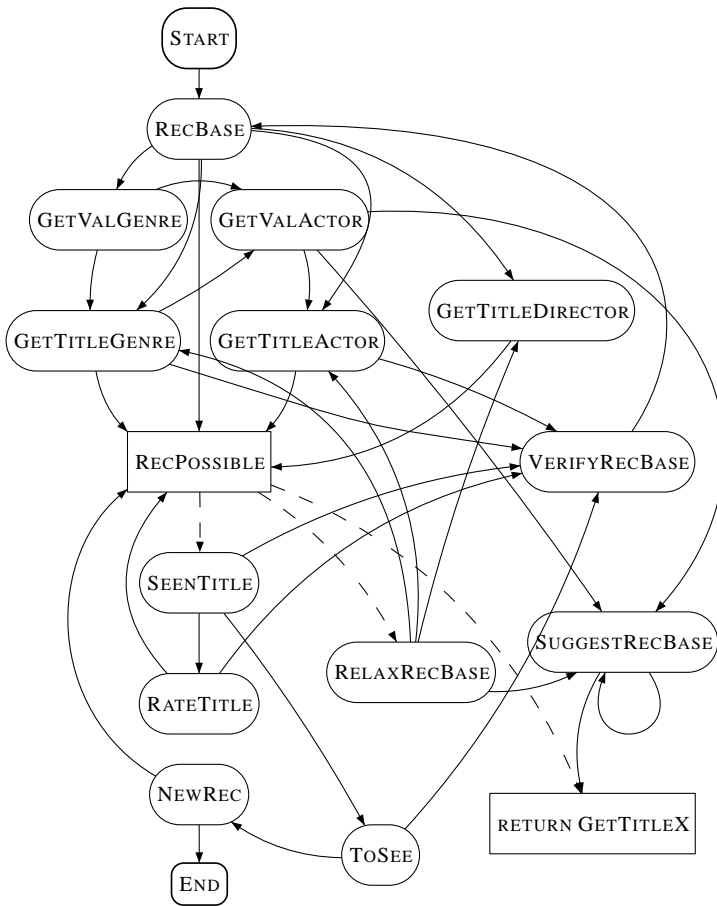 START
RECBASE
GETVALGENRE
GETVALACTOR
GETTITLEDIRECTOR
GETTITLEGENRE
GETTITLEACTOR
RECPOSSIBLE
VERIFYRECBASE
SEENTITLE
SUGGESTRECBASE
RELAXRECBASE
RATETITLE
NEWREC
RETURN GETTITLEX
TOSEE
END